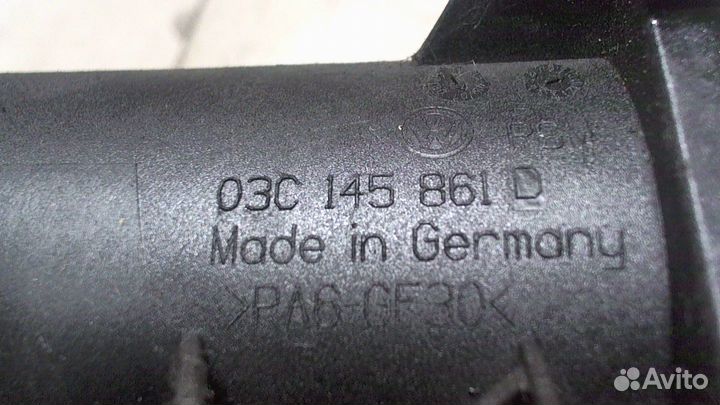 03C 145 861 D
Made in Germany
>PA6-GF30<
Avito